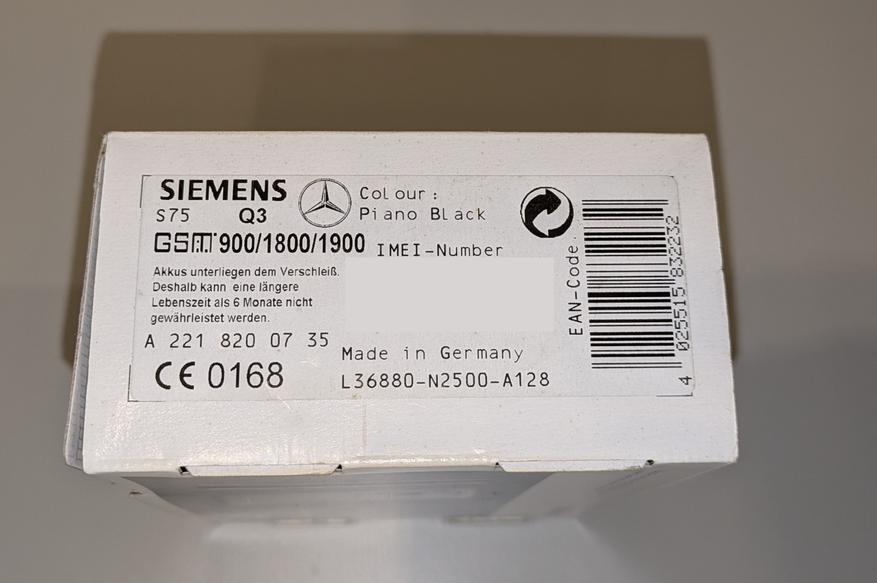 SIEMENS
S75 Q3
Colour:
Piano Black
GSM 900/1800/1900
IMEI-Number
Akkus unterliegen dem Verschleiß.
Deshalb kann eine längere
Lebenszeit als 6 Monate nicht
gewährleistet werden.
A 221 820 07 35
Made in Germany
CE 0168
L36880-N2500-A128
EAN-Code:
4 025515 832232